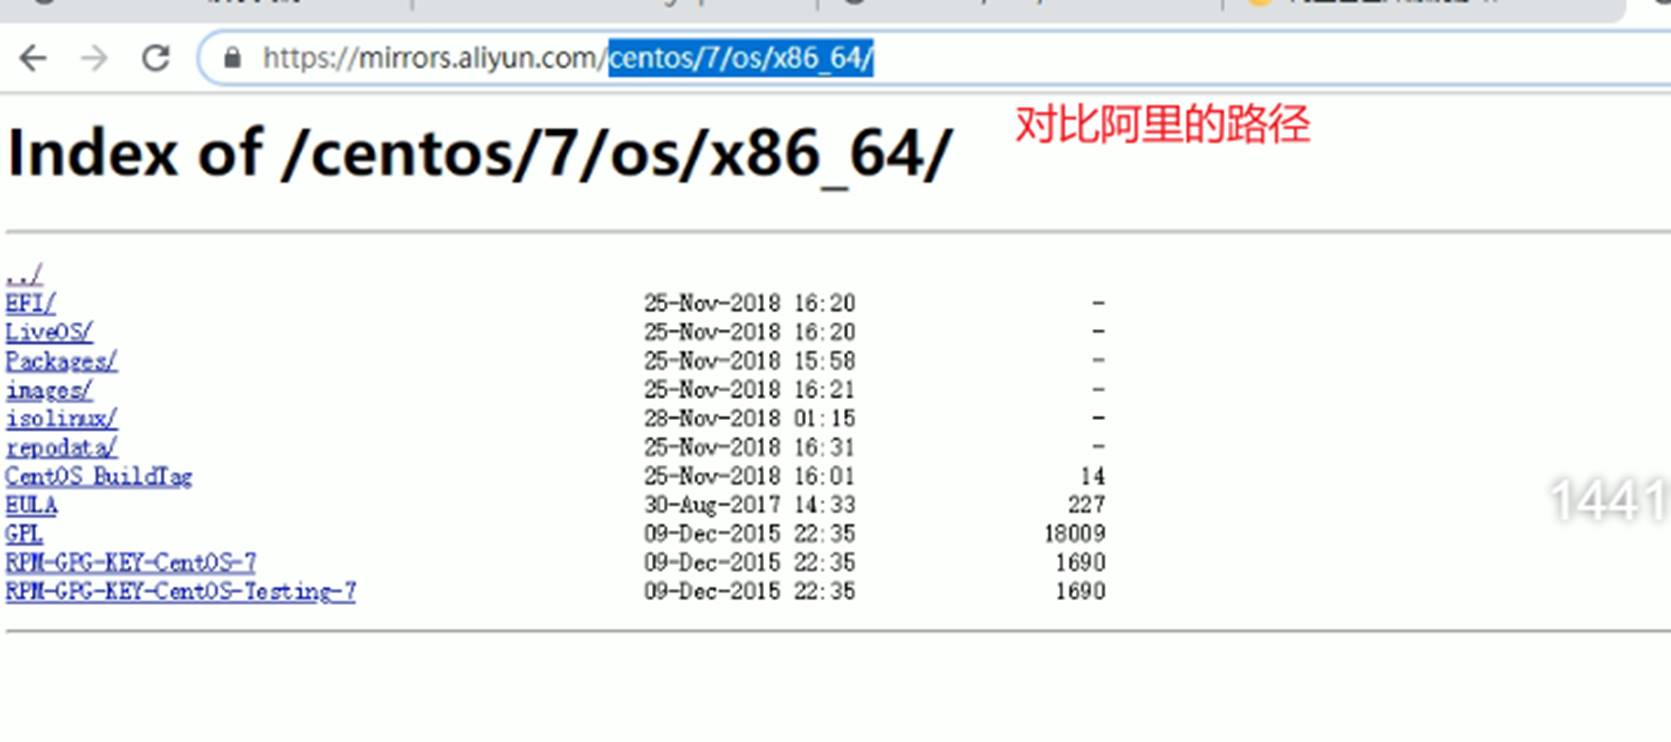 https://mirrors.aliyun.com/centos/7/os/x86_64/
对比阿里的路径
Index of /centos/7/os/x86_64/
../
EFI/ 25-Nov-2018 16:20 -
LiveOS/ 25-Nov-2018 16:20 -
Packages/ 25-Nov-2018 15:58 -
images/ 25-Nov-2018 16:21 -
isolinux/ 28-Nov-2018 01:15 -
repodata/ 25-Nov-2018 16:31 -
CentOS_BuildTag 25-Nov-2018 16:01 14
EULA 30-Aug-2017 14:33 227
GPL 09-Dec-2015 22:35 18009
RPM-GPG-KEY-CentOS-7 09-Dec-2015 22:35 1690
RPM-GPG-KEY-CentOS-Testing-7 09-Dec-2015 22:35 1690
1441